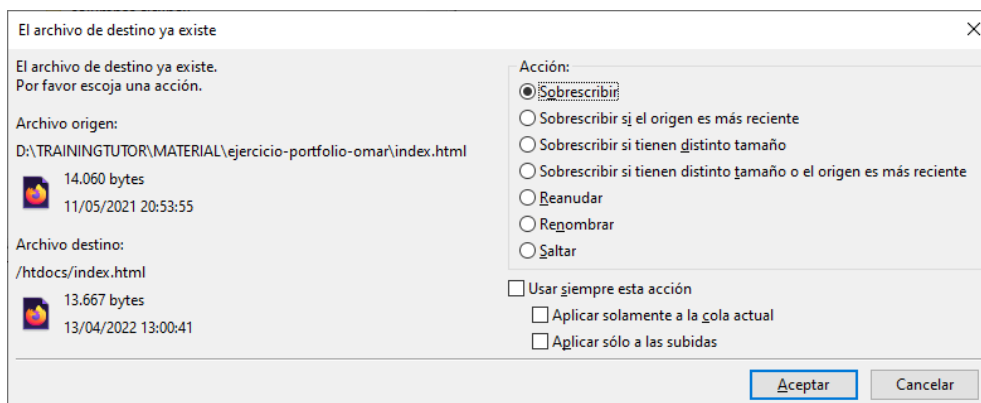 El archivo de destino ya existe
El archivo de destino ya existe.
Por favor escoja una acción.
Archivo origen:
D:\TRAININGTUTOR\MATERIAL\ejercicio-portfolio-omar\index.html
14.060 bytes
11/05/2021 20:53:55
Archivo destino:
/htdocs/index.html
13.667 bytes
13/04/2022 13:00:41
Acción:
Sobrescribir
Sobrescribir si el origen es más reciente
Sobrescribir si tienen distinto tamaño
Sobrescribir si tienen distinto tamaño o el origen es más reciente
Reanudar
Renombrar
Saltar
Usar siempre esta acción
Aplicar solamente a la cola actual
Aplicar sólo a las subidas
Aceptar
Cancelar